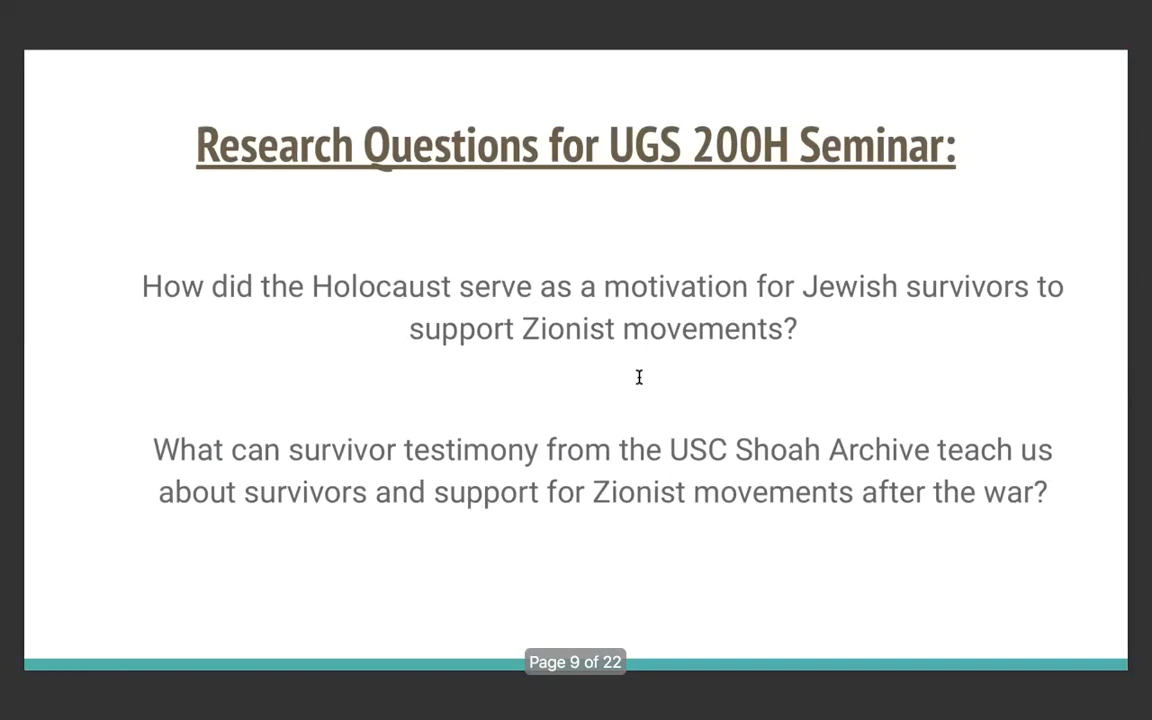 Research Questions for UGS 200H Seminar:
How did the Holocaust serve as a motivation for Jewish survivors to
support Zionist movements?
What can survivor testimony from the USC Shoah Archive teach us
about survivors and support for Zionist movements after the war?
Page 9 of 22